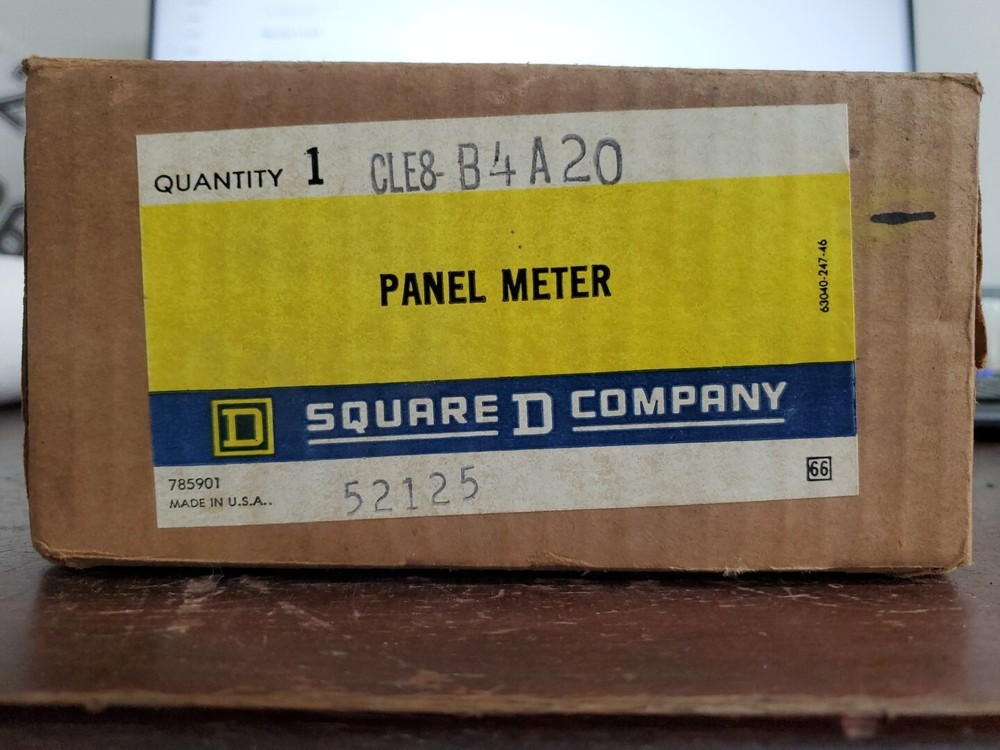 QUANTITY 1 CLE8-B4A20
PANEL METER
63040-247-46
D SQUARE D COMPANY
785901
MADE IN U.S.A..
52125
66